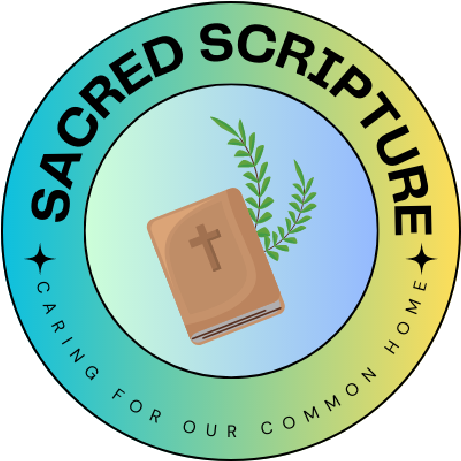 SACRED SCRIPTURE
CARING FOR OUR COMMON HOME